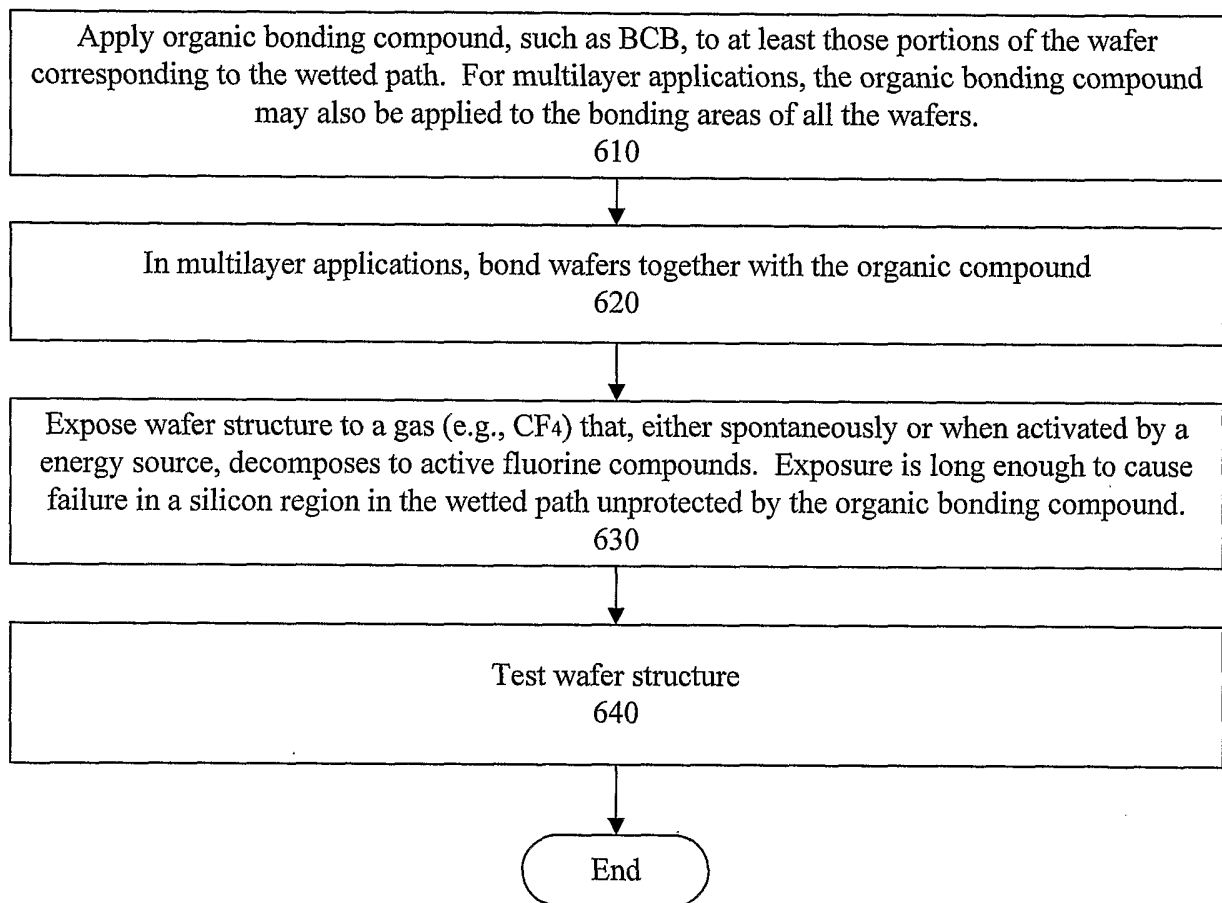 Apply organic bonding compound, such as BCB, to at least those portions of the wafer
corresponding to the wetted path. For multilayer applications, the organic bonding compound
may also be applied to the bonding areas of all the wafers.
610
In multilayer applications, bond wafers together with the organic compound
620
Expose wafer structure to a gas (e.g., CF4) that, either spontaneously or when activated by a
energy source, decomposes to active fluorine compounds. Exposure is long enough to cause
failure in a silicon region in the wetted path unprotected by the organic bonding compound.
630
Test wafer structure
640
End